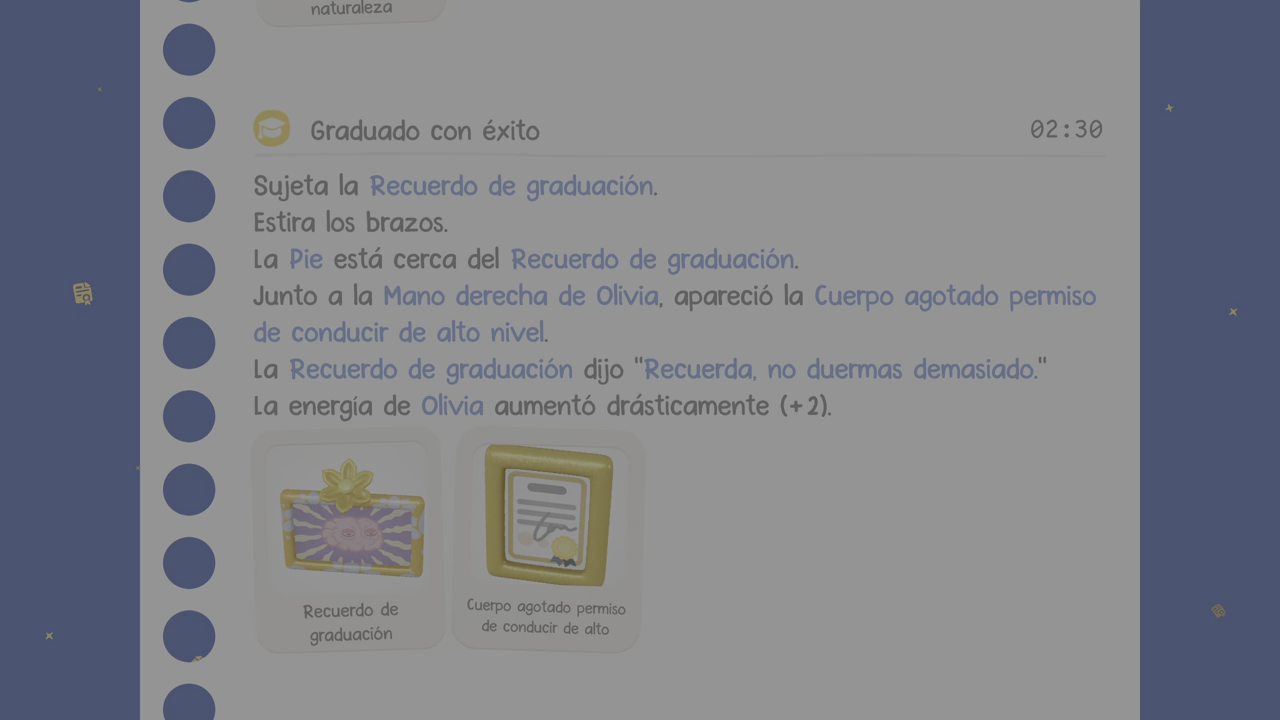 naturaleza
Graduado con éxito
02:30
Sujeta la Recuerdo de graduación.
Estira los brazos.
La Pie está cerca del Recuerdo de graduación.
Junto a la Mano derecha de Olivia, apareció la Cuerpo agotado permiso
de conducir de alto nivel.
La Recuerdo de graduación dijo "Recuerda, no duermas demasiado."
La energía de Olivia aumentó drásticamente (+2).
Recuerdo de
graduación
Cuerpo agotado permiso
de conducir de alto